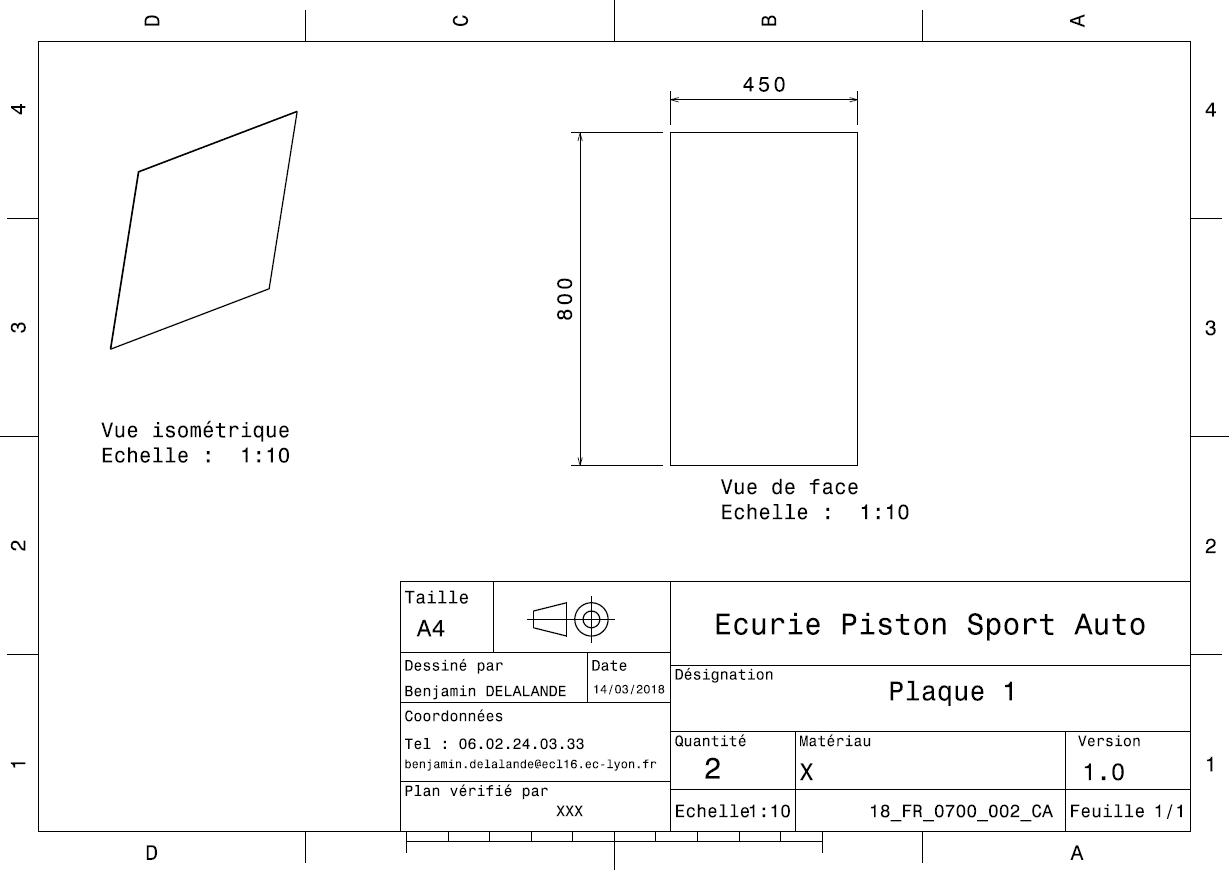 D C B A
4 4
450
800
3 3
Vue isométrique
Echelle : 1:10
Vue de face
Echelle : 1:10
2 2
Taille
A4
Ecurie Piston Sport Auto
Dessiné par
Benjamin DELALANDE
Date
14/03/2018
Désignation
Plaque 1
Coordonnées
Tel : 06.02.24.03.33
benjamin.delalande@ecl16.ec-lyon.fr
Quantité
2
Matériau
X
Version
1.0
1 1
Plan vérifié par
XXX
Echelle1:10
18_FR_0700_002_CA
Feuille 1/1
D A